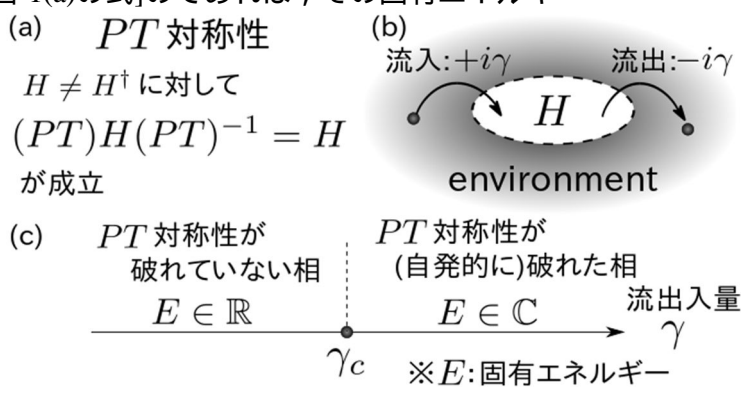 (a) PT 対称性
H ≠ H† に対して
(PT)H(PT)⁻¹ = H
が成立
(b)
流入:+iγ 流出:−iγ
H
environment
(c) PT 対称性が
破れていない相
E ∈ ℝ
PT 対称性が
(自発的に)破れた相
E ∈ ℂ
流出入量
γ
γc
※E:固有エネルギー